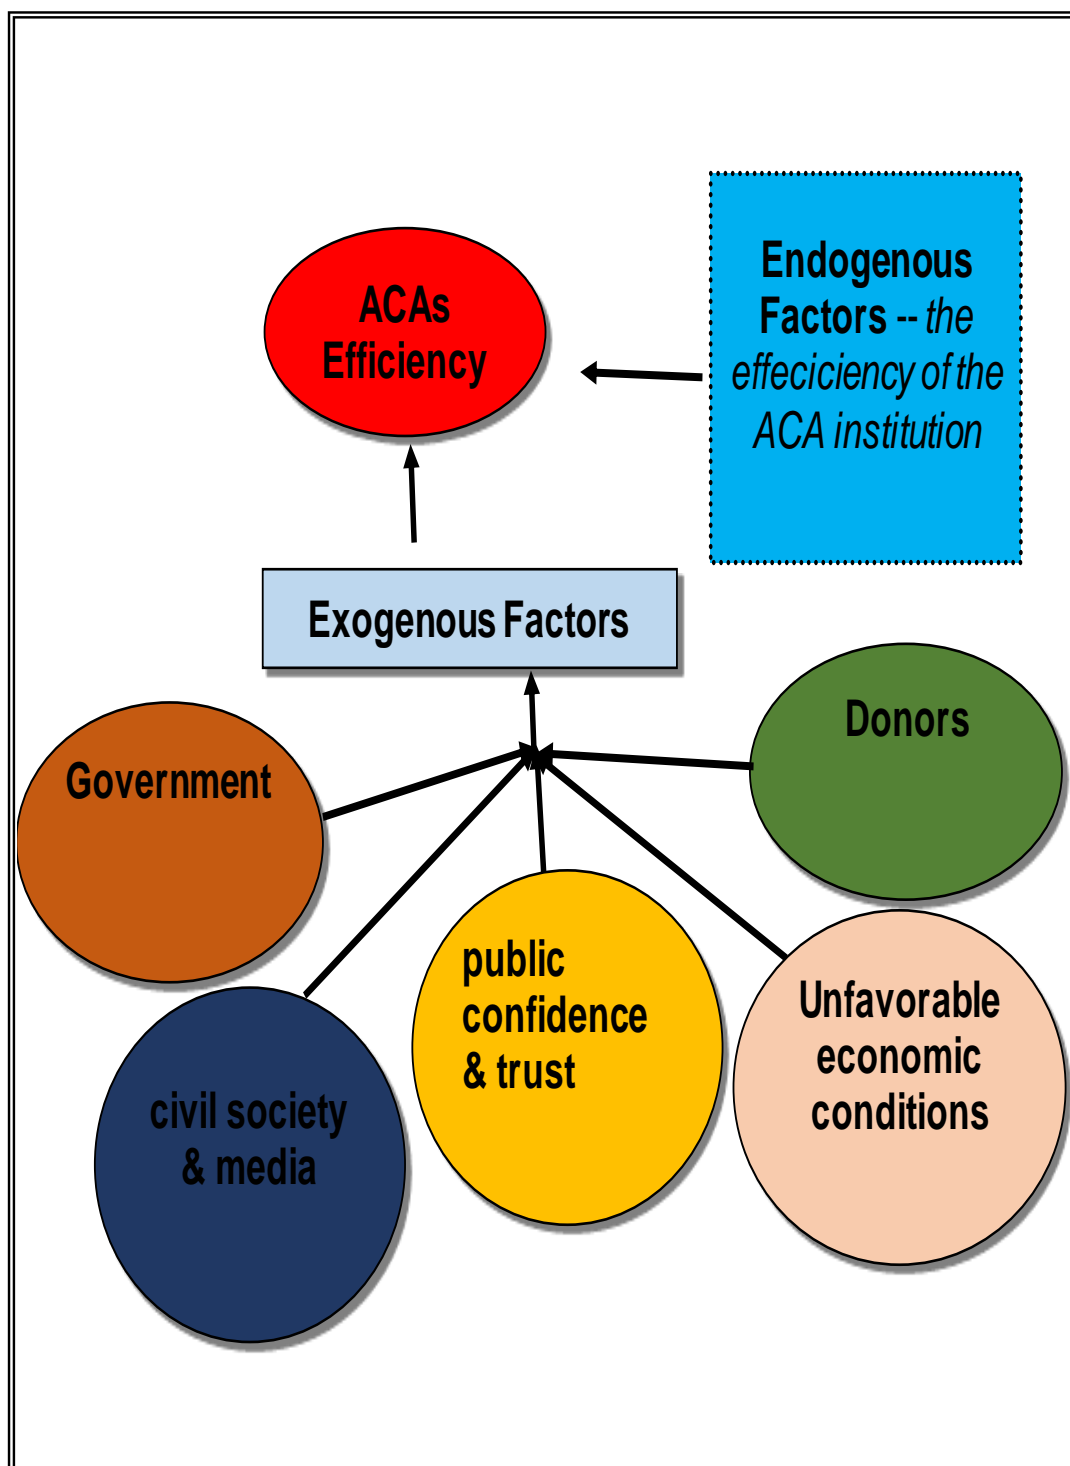 ACAs
Efficiency
Endogenous
Factors -- the
effeciciency of the
ACA institution
Exogenous Factors
Donors
Government
public
confidence
& trust
Unfavorable
economic
conditions
civil society
& media